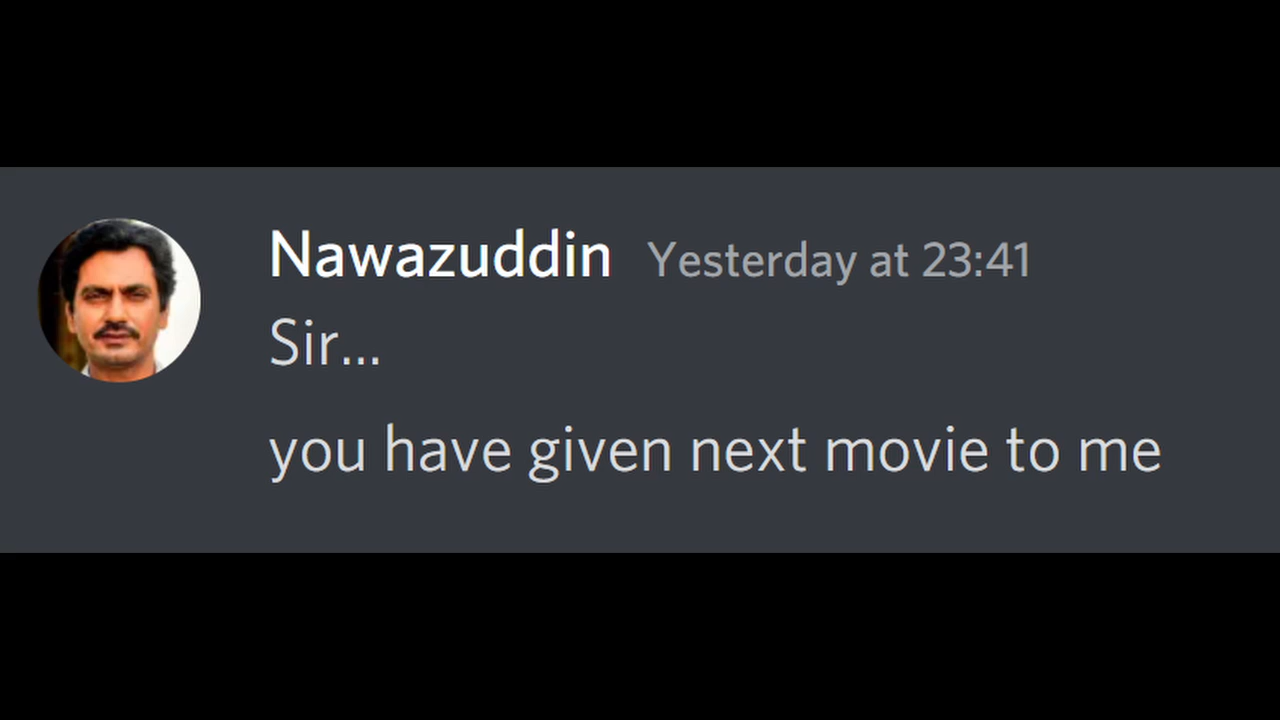 Nawazuddin Yesterday at 23:41
Sir...
you have given next movie to me